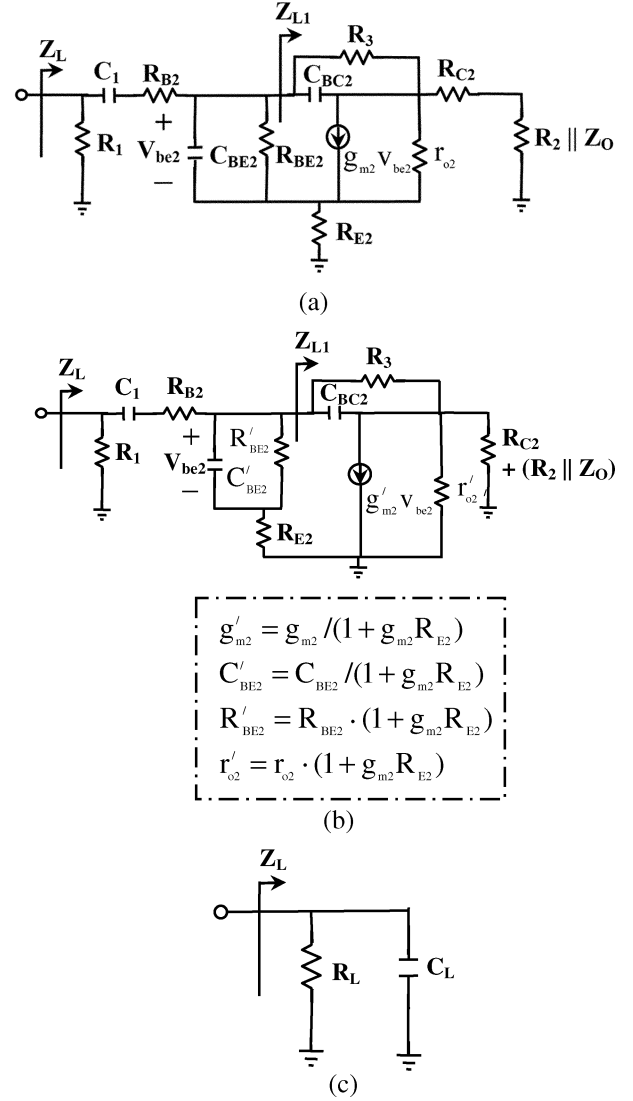 Z_L
Z_L1
R_3
C_1
R_B2
C_BC2
R_C2
+
V_be2
−
R_1
C_BE2
R_BE2
g_m2 v_be2
r_o2
R_2 || Z_O
R_E2
(a)
Z_L
Z_L1
R_3
C_1
R_B2
C_BC2
+
V_be2
−
R_1
R^/_BE2
C^/_BE2
g^/_m2 v_be2
r^/_o2
R_C2
+ (R_2 || Z_O)
R_E2
g^/_m2 = g_m2 /(1 + g_m2 R_E2)
C^/_BE2 = C_BE2 /(1 + g_m2 R_E2)
R^/_BE2 = R_BE2 · (1 + g_m2 R_E2)
r^/_o2 = r_o2 · (1 + g_m2 R_E2)
(b)
Z_L
R_L
C_L
(c)